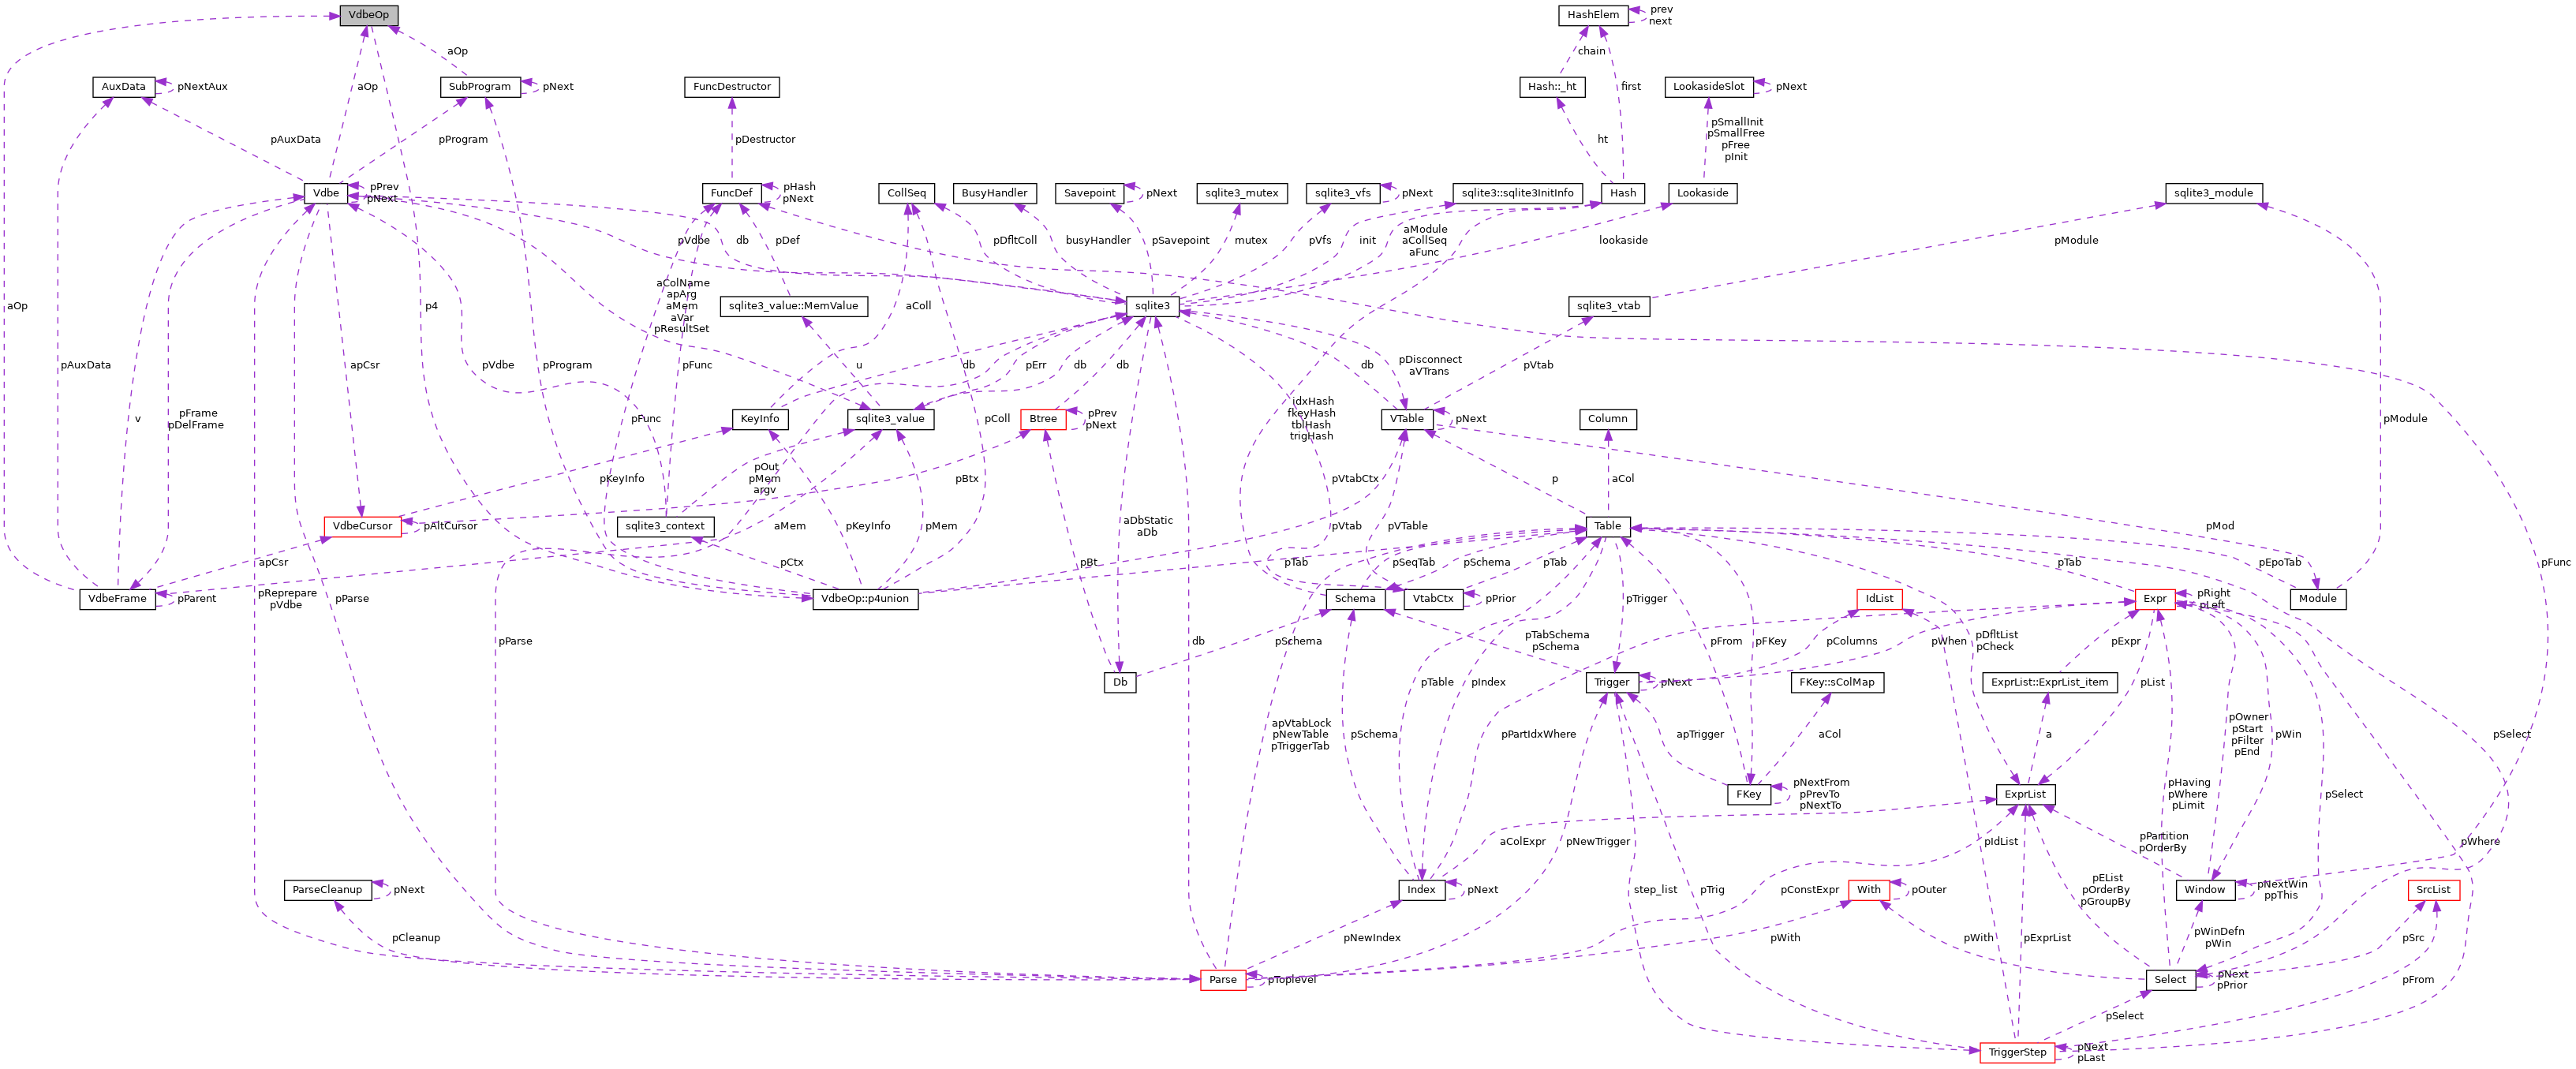 VdbeOp
HashElem
prev
next
aOp
chain
AuxData
pNextAux
aOp
SubProgram
pNext
FuncDestructor
Hash::_ht
first
LookasideSlot
pNext
pAuxData
pProgram
pDestructor
ht
pSmallInit
pSmallFree
pFree
pInit
Vdbe
pPrev
pNext
FuncDef
pHash
pNext
CollSeq
BusyHandler
Savepoint
pNext
sqlite3_mutex
sqlite3_vfs
pNext
sqlite3::sqlite3InitInfo
Hash
Lookaside
sqlite3_module
pVdbe
db
pDef
pDfltColl
busyHandler
pSavepoint
mutex
pVfs
init
aModule
aCollSeq
aFunc
lookaside
pModule
aColName
apArg
aMem
aVar
pResultSet
sqlite3_value::MemValue
aColl
sqlite3
sqlite3_vtab
aOp
p4
pAuxData
apCsr
pVdbe
pProgram
pFunc
u
db
pErr
db
db
db
pDisconnect
aVTrans
pVtab
pFunc
v
pFrame
pDelFrame
pFunc
KeyInfo
sqlite3_value
pColl
Btree
pPrev
pNext
idxHash
fkeyHash
tblHash
trigHash
VTable
pNext
Column
pModule
pKeyInfo
pOut
pMem
argv
pBtx
pVtabCtx
p
aCol
VdbeCursor
pAltCursor
sqlite3_context
aMem
pKeyInfo
pMem
aDbStatic
aDb
pVtab
pVTable
Table
pMod
apCsr
pCtx
pBt
pTab
pSeqTab
pSchema
pTab
pTab
pEpoTab
VdbeFrame
pParent
pReprepare
pVdbe
pParse
VdbeOp::p4union
Schema
VtabCtx
pPrior
pTrigger
IdList
Expr
pRight
pLeft
Module
pParse
db
pSchema
pTabSchema
pSchema
pFrom
pFKey
pColumns
pWhen
pDfltList
pCheck
pExpr
Db
pTable
pIndex
Trigger
pNext
FKey::sColMap
ExprList::ExprList_item
pList
apVtabLock
pNewTable
pTriggerTab
pSchema
pPartIdxWhere
apTrigger
aCol
a
pOwner
pStart
pFilter
pEnd
pWin
pSelect
FKey
pNextFrom
pPrevTo
pNextTo
ExprList
pHaving
pWhere
pLimit
pSelect
aColExpr
pNewTrigger
pIdList
pPartition
pOrderBy
pWhere
ParseCleanup
pNext
Index
pNext
step_list
pTrig
pConstExpr
With
pOuter
pEList
pOrderBy
pGroupBy
Window
pNextWin
ppThis
SrcList
pCleanup
pNewIndex
pWith
pWith
pExprList
pWinDefn
pWin
pSrc
Parse
pToplevel
Select
pNext
pPrior
pFrom
pSelect
TriggerStep
pNext
pLast